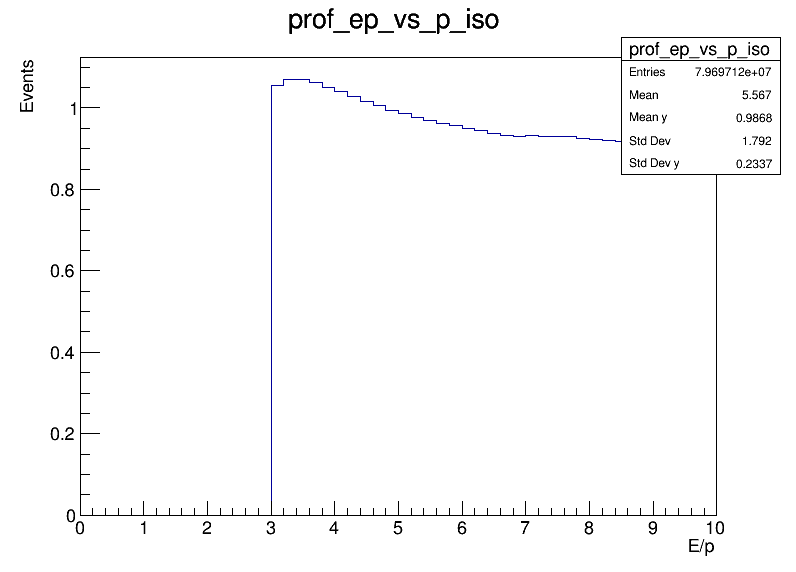 prof_ep_vs_p_iso
prof_ep_vs_p_iso
Entries 7.969712e+07
Mean 5.567
Mean y 0.9868
Std Dev 1.792
Std Dev y 0.2337
Events
1
0.8
0.6
0.4
0.2
0
0 1 2 3 4 5 6 7 8 9 10
E/p